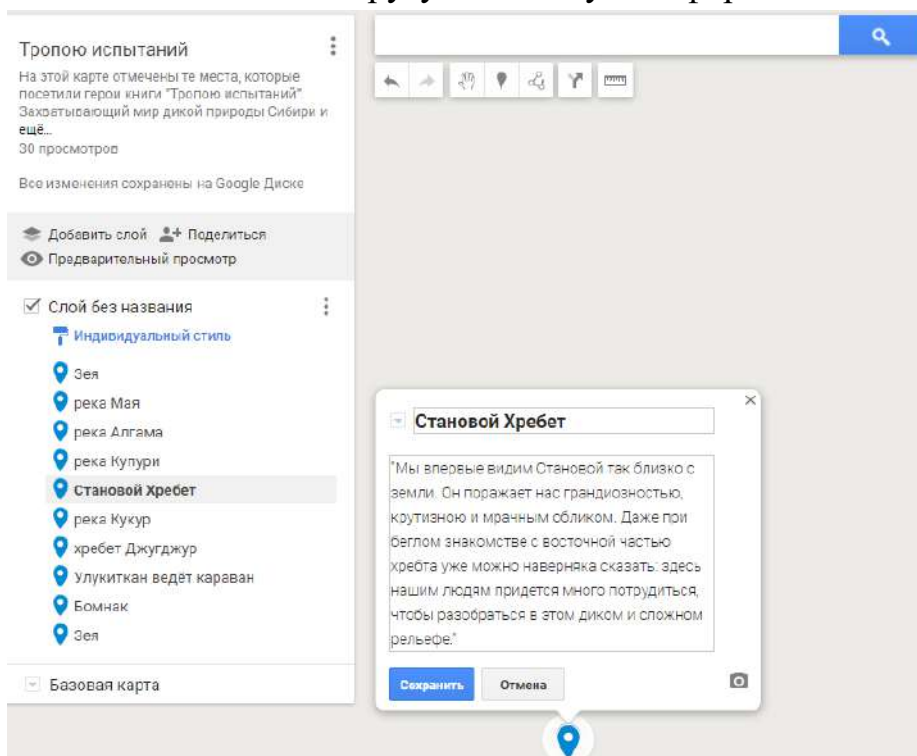 Тропою испытаний
На этой карте отмечены те места, которые
посетили герои книги "Тропою испытаний".
Захватывающий мир дикой природы Сибири и
ещё...
30 просмотров
Все изменения сохранены на Google Диске
Добавить слой Поделиться
Предварительный просмотр
Слой без названия
Индивидуальный стиль
Зея
река Мая
река Алгама
река Купури
Становой Хребет
река Кукур
хребет Джугджур
Улукиткан ведёт караван
Бомнак
Зея
Базовая карта
Становой Хребет
"Мы впервые видим Становой так близко с
земли. Он поражает нас грандиозностью,
крутизною и мрачным обликом. Даже при
беглом знакомстве с восточной частью
хребта уже можно наверняка сказать: здесь
нашим людям придется много потрудиться,
чтобы разобраться в этом диком и сложном
рельефе."
Сохранить Отмена